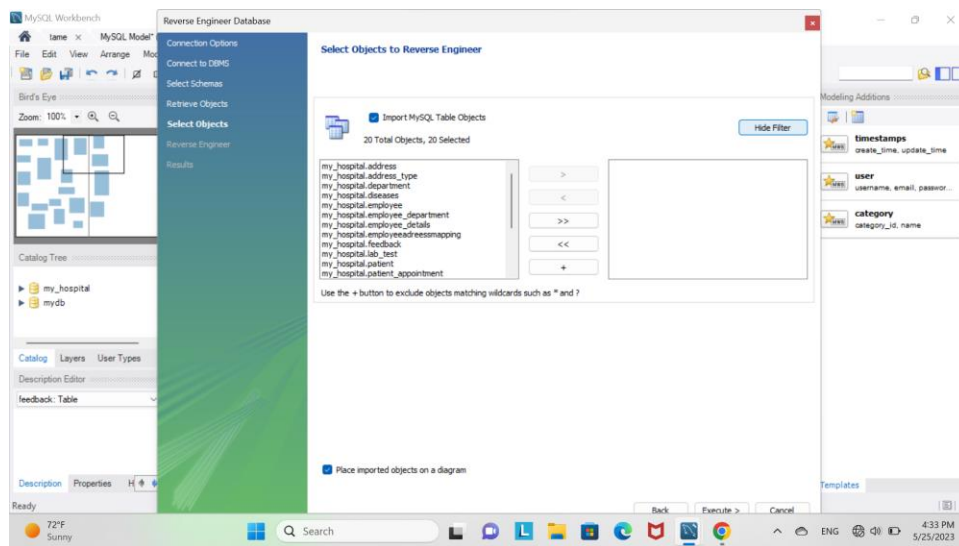 MySQL Workbench
tame × MySQL Model*
File Edit View Arrange
Bird's Eye
Zoom: 100%
Catalog Tree
my_hospital
mydb
Catalog Layers User Types
Description Editor
feedback: Table
Description Properties H
Ready
Reverse Engineer Database
Connection Options
Connect to DBMS
Select Schemas
Retrieve Objects
Select Objects
Reverse Engineer
Results
Select Objects to Reverse Engineer
Import MySQL Table Objects
20 Total Objects, 20 Selected
Hide Filter
my_hospital.address
my_hospital.address_type
my_hospital.department
my_hospital.diseases
my_hospital.employee
my_hospital.employee_department
my_hospital.employee_details
my_hospital.employeeadreessmapping
my_hospital.feedback
my_hospital.lab_test
my_hospital.patient
my_hospital.patient_appointment
>
<
>>
<<
+
Use the + button to exclude objects matching wildcards such as * and ?
Place imported objects on a diagram
Back Execute > Cancel
Modeling Additions
timestamps
create_time, update_time
user
username, email, passwor...
category
category_id, name
Templates
72°F
Sunny
Search
ENG
4:33 PM
5/25/2023